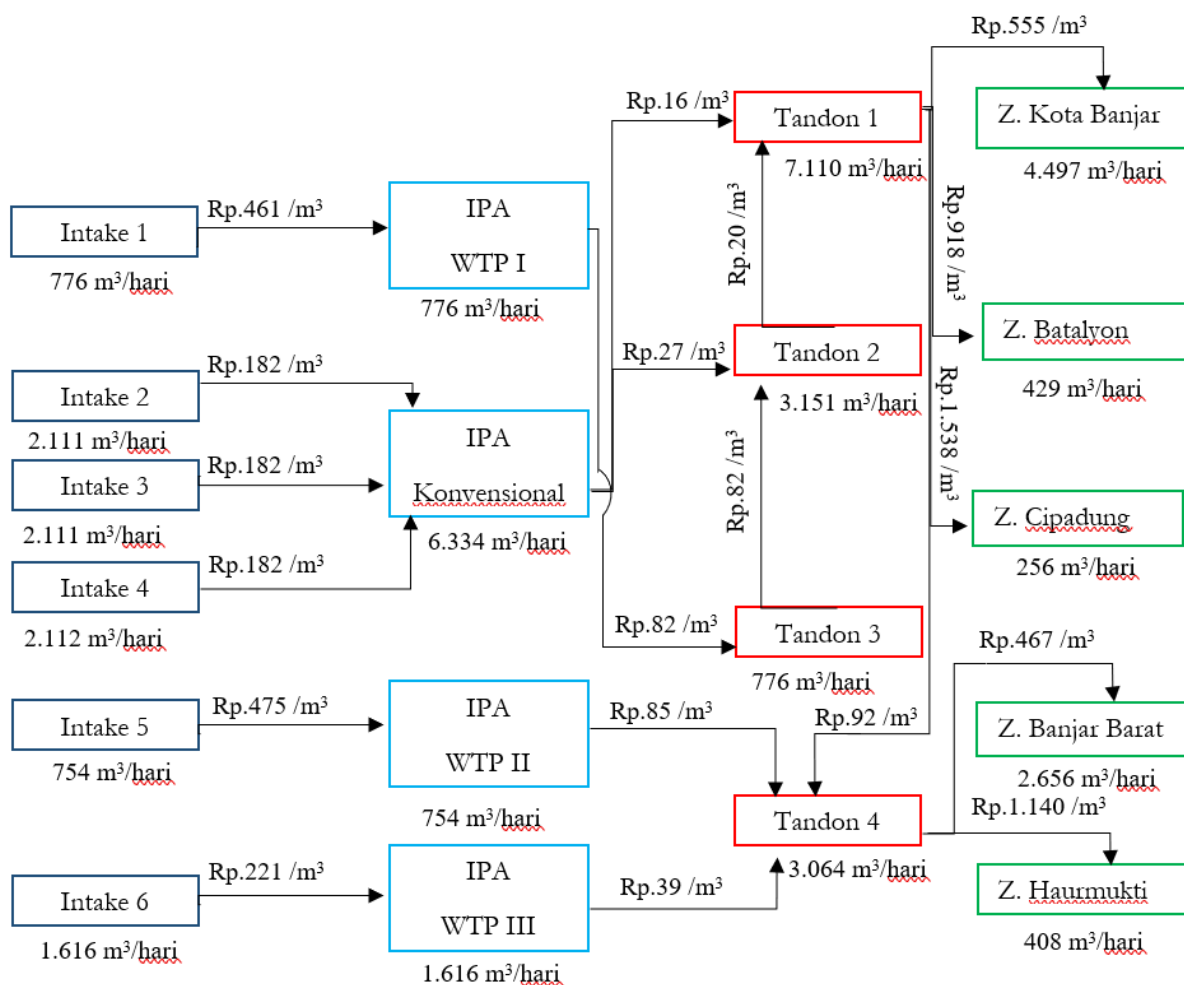 Intake 1
776 m³/hari
Intake 2
2.111 m³/hari
Intake 3
2.111 m³/hari
Intake 4
2.112 m³/hari
Intake 5
754 m³/hari
Intake 6
1.616 m³/hari
Rp.461 /m³
Rp.182 /m³
Rp.182 /m³
Rp.182 /m³
Rp.475 /m³
Rp.221 /m³
IPA
WTP I
776 m³/hari
IPA
Konvensional
6.334 m³/hari
IPA
WTP II
754 m³/hari
IPA
WTP III
1.616 m³/hari
Rp.16 /m³
Rp.27 /m³
Rp.82 /m³
Rp.85 /m³
Rp.39 /m³
Tandon 1
7.110 m³/hari
Rp.20 /m³
Tandon 2
3.151 m³/hari
Rp.82 /m³
Tandon 3
776 m³/hari
Rp.92 /m³
Tandon 4
3.064 m³/hari
Rp.555 /m³
Rp.918 /m³
Rp.1.538 /m³
Rp.467 /m³
Rp.1.140 /m³
Z. Kota Banjar
4.497 m³/hari
Z. Batalyon
429 m³/hari
Z. Cipadung
256 m³/hari
Z. Banjar Barat
2.656 m³/hari
Z. Haurmukti
408 m³/hari